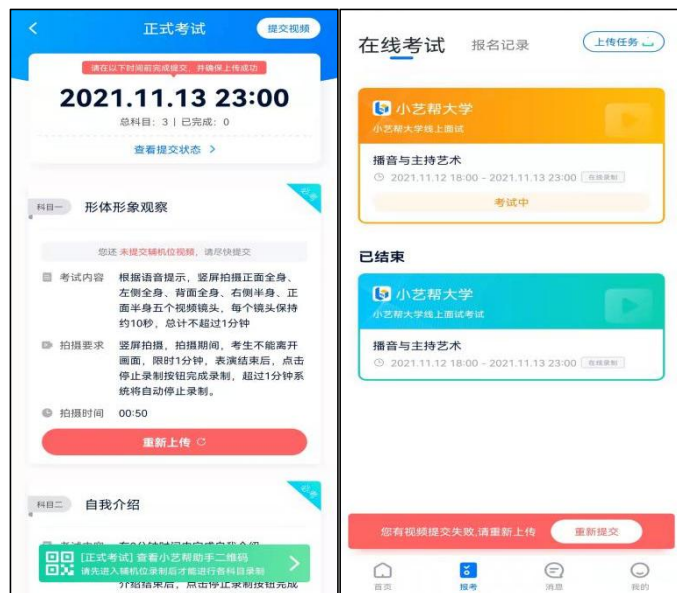 正式考试
提交视频
请在以下时间前完成提交，并确保上传成功
2021.11.13 23:00
总科目：3 | 已完成：0
查看提交状态 >
科目一 形体形象观察
必考
您还 未提交辅机位视频，请尽快提交
考试内容 根据语音提示，竖屏拍摄正面全身、
左侧全身、背面全身、右侧半身、正
面半身五个视频镜头，每个镜头保持
约10秒，总计不超过1分钟
拍摄要求 竖屏拍摄，拍摄期间，考生不能离开
画面，限时1分钟，表演结束后，点击
停止录制按钮完成录制，超过1分钟系
统将自动停止录制。
拍摄时间 00:50
重新上传
科目二 自我介绍
必考
[正式考试] 查看小艺帮助手二维码
请先进入辅机位录制后才能进行各科目录制
介绍结束后，点击停止录制按钮完成
在线考试 报名记录
上传任务
小艺帮大学
小艺帮大学线上面试
播音与主持艺术
2021.11.12 18:00 - 2021.11.13 23:00 在线录制
考试中
已结束
小艺帮大学
小艺帮大学线上面试考试
播音与主持艺术
2021.11.12 18:00 - 2021.11.13 23:00 在线录制
您有视频提交失败,请重新上传
重新提交
首页 报考 消息 我的